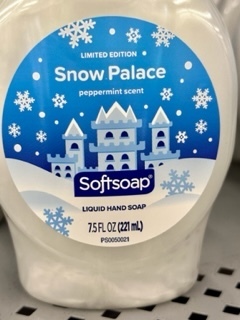 LIMITED EDITION
Snow Palace
peppermint scent
Softsoap®
LIQUID HAND SOAP
7.5 FL OZ (221 mL)
PS0050021